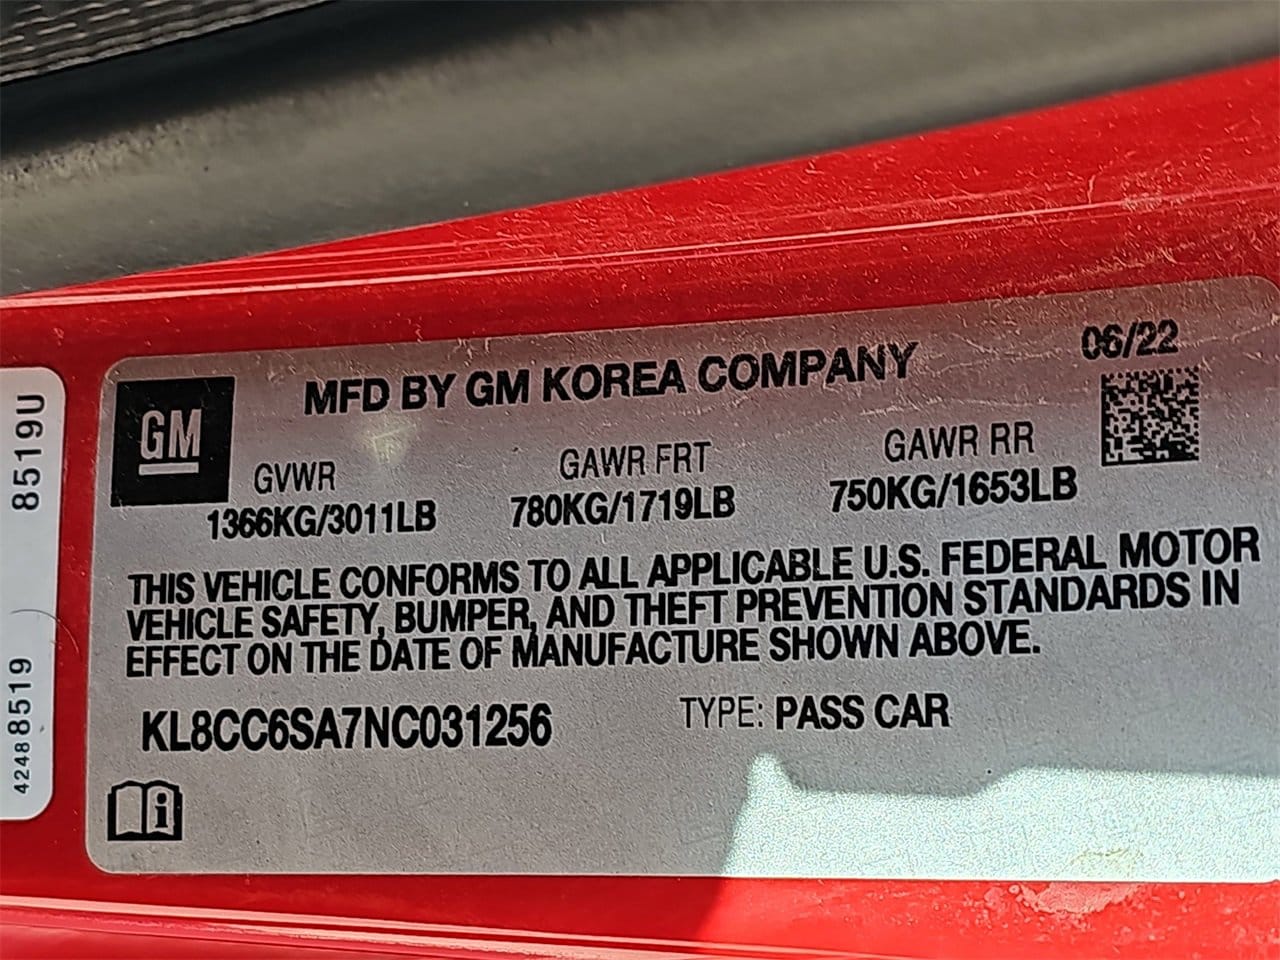 06/22
MFD BY GM KOREA COMPANY
GM
GVWR
GAWR FRT
GAWR RR
1366KG/3011LB
780KG/1719LB
750KG/1653LB
THIS VEHICLE CONFORMS TO ALL APPLICABLE U.S. FEDERAL MOTOR
VEHICLE SAFETY, BUMPER, AND THEFT PREVENTION STANDARDS IN
EFFECT ON THE DATE OF MANUFACTURE SHOWN ABOVE.
KL8CC6SA7NC031256
TYPE: PASS CAR
i
8519U
42488519